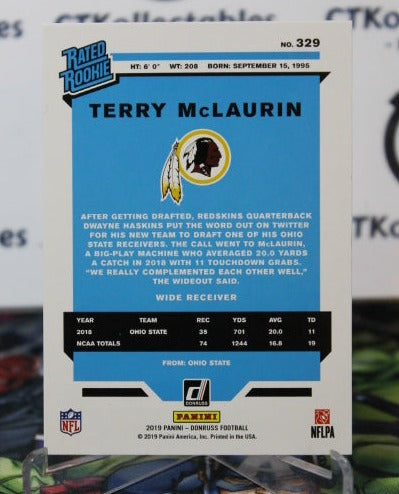 CTKollectables
RATED
ROOKIE
NO. 329
HT: 6' 0" WT: 208 BORN: SEPTEMBER 15, 1995
TERRY McLAURIN
AFTER GETTING DRAFTED, REDSKINS QUARTERBACK
DWAYNE HASKINS PUT THE WORD OUT ON TWITTER
FOR HIS NEW TEAM TO DRAFT ONE OF HIS OHIO
STATE RECEIVERS. THE CALL WENT TO McLAURIN,
A BIG-PLAY MACHINE WHO AVERAGED 20.0 YARDS
A CATCH IN 2018 WITH 11 TOUCHDOWN GRABS.
"WE REALLY COMPLEMENTED EACH OTHER WELL,"
THE WIDEOUT SAID.
WIDE RECEIVER
YEAR TEAM REC YDS AVG TD
2018 OHIO STATE 35 701 20.0 11
NCAA TOTALS 74 1244 16.8 19
FROM: OHIO STATE
D
DONRUSS
NFL
PANINI
NFLPA
2019 PANINI – DONRUSS FOOTBALL
© 2019 Panini America, Inc. Printed in the USA.